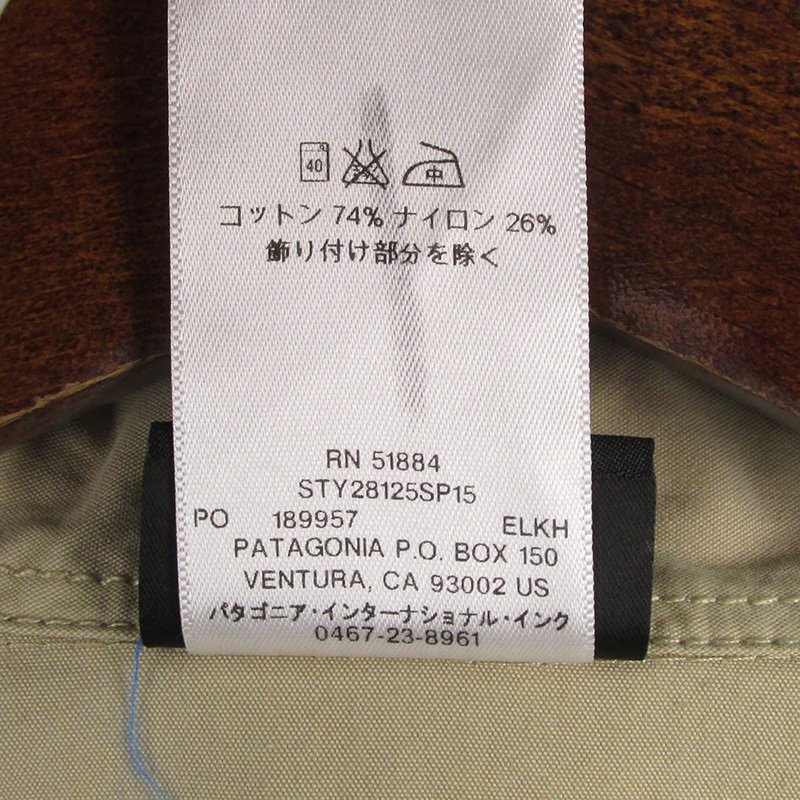 40
中
コットン 74% ナイロン 26%
飾り付け部分を除く
RN 51884
STY28125SP15
PO 189957 ELKH
PATAGONIA P.O. BOX 150
VENTURA, CA 93002 US
パタゴニア・インターナショナル・インク
0467-23-8961